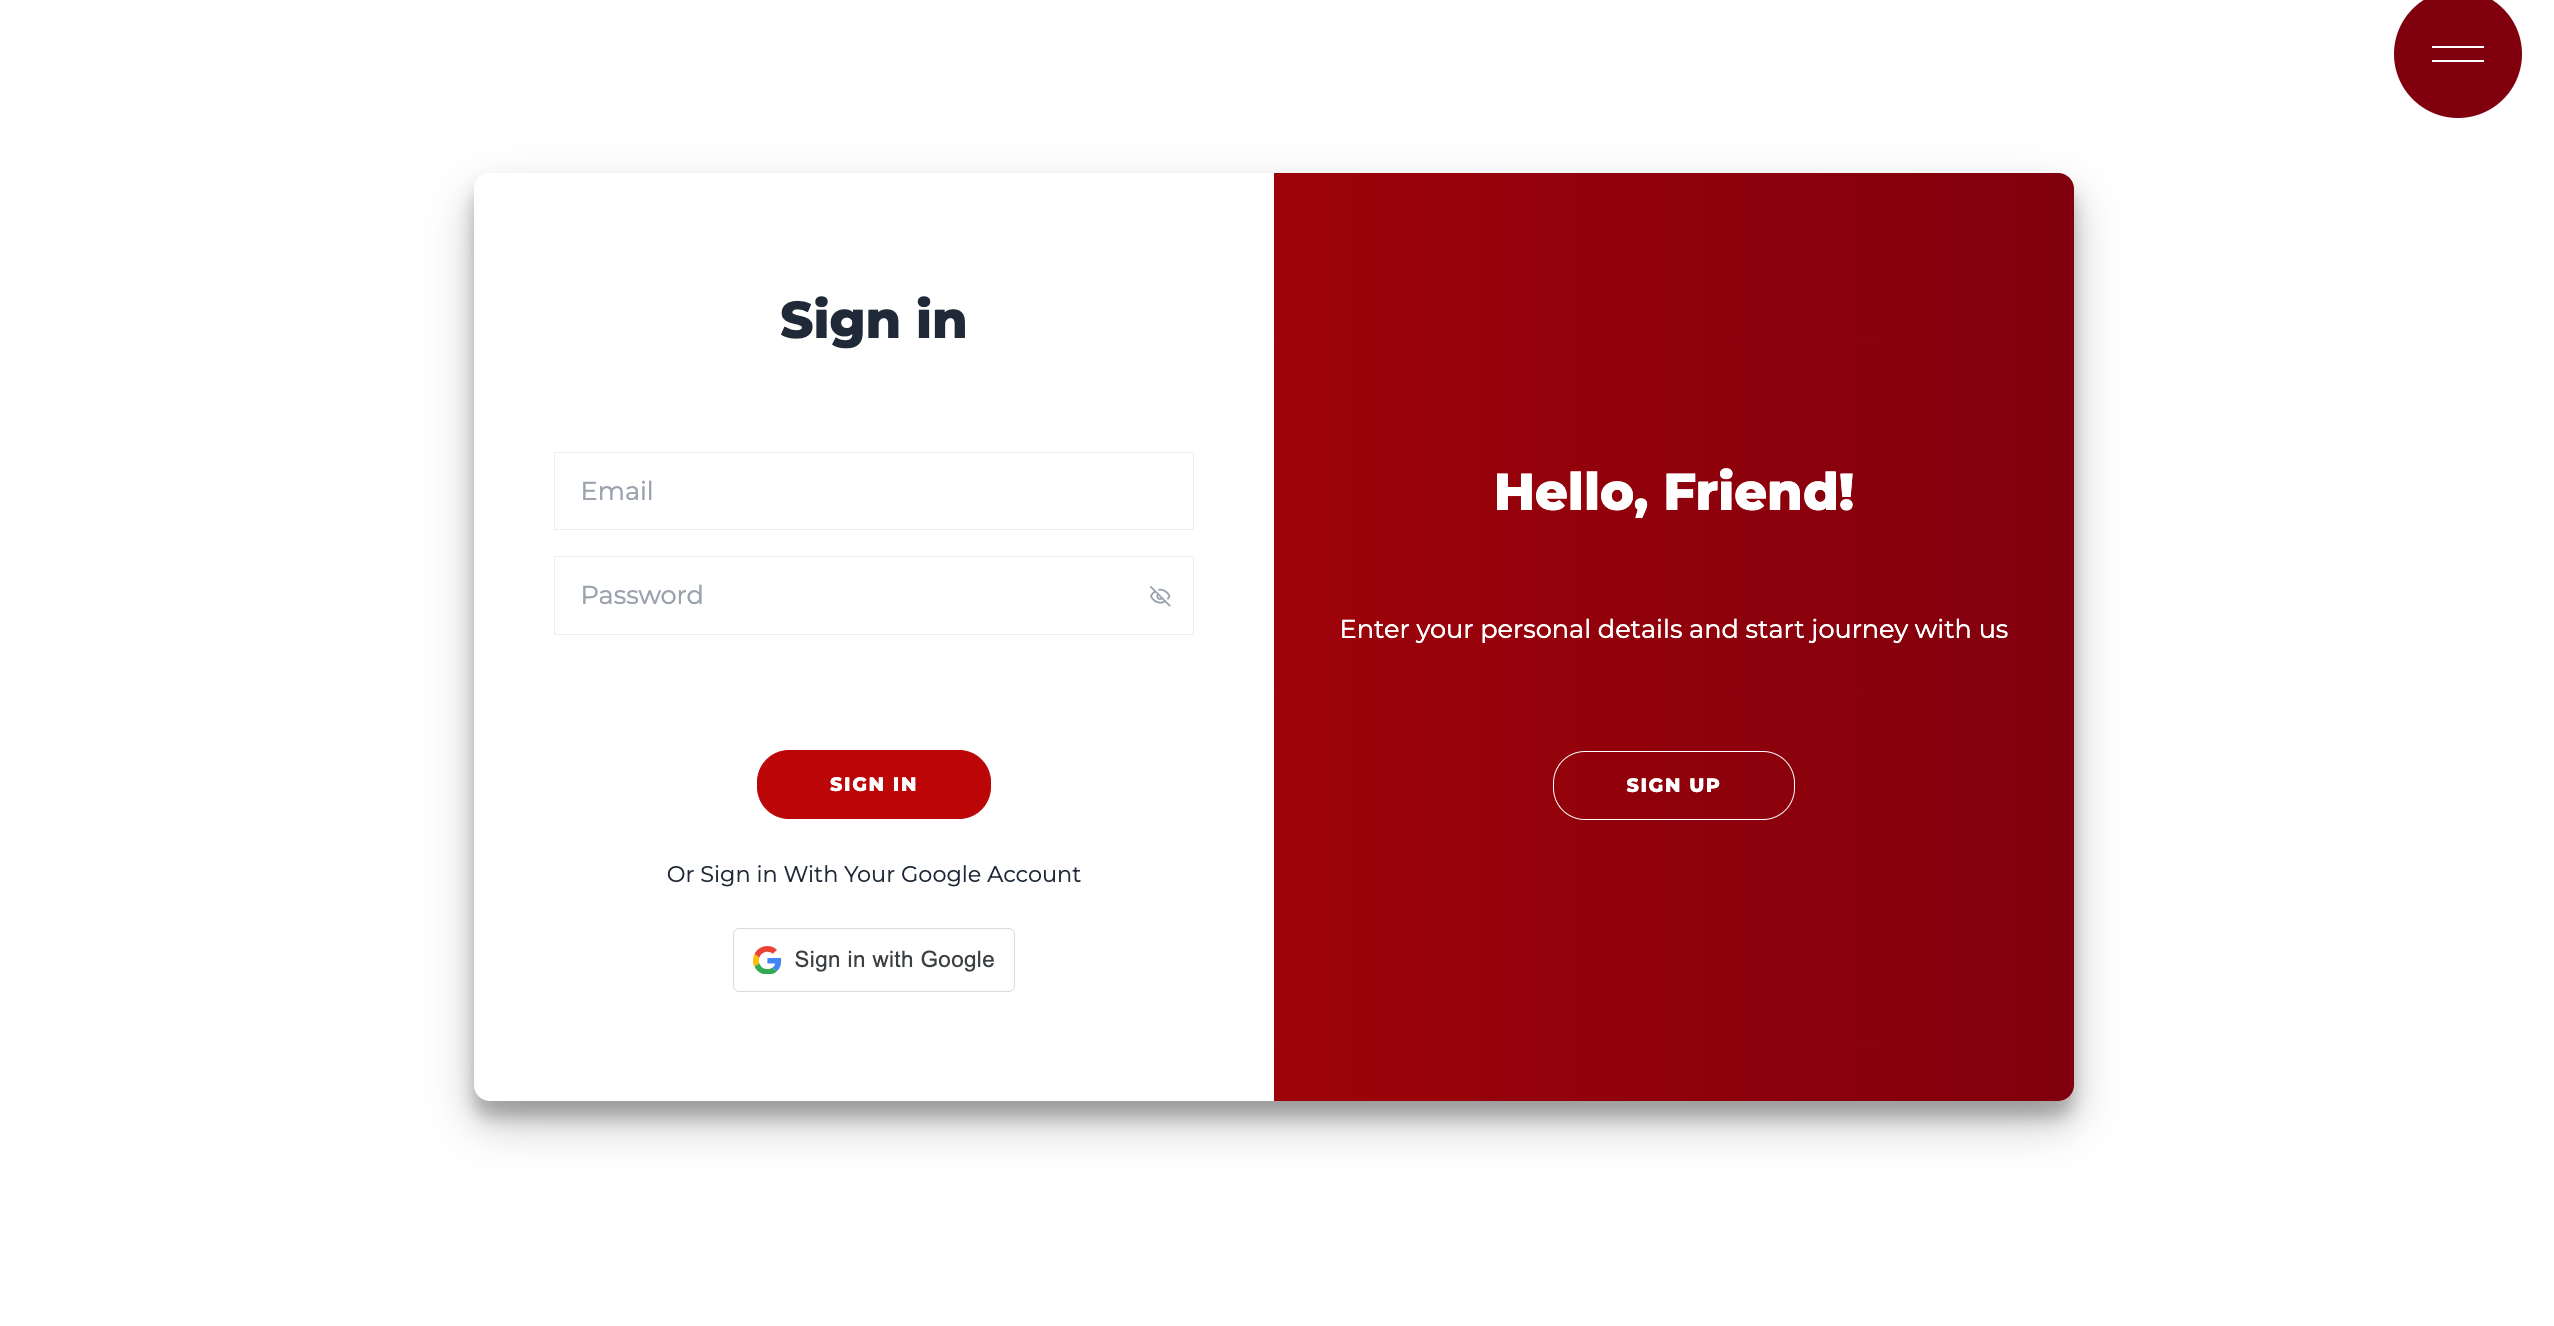 Sign in
Email
Password
SIGN IN
Or Sign in With Your Google Account
Sign in with Google
Hello, Friend!
Enter your personal details and start journey with us
SIGN UP